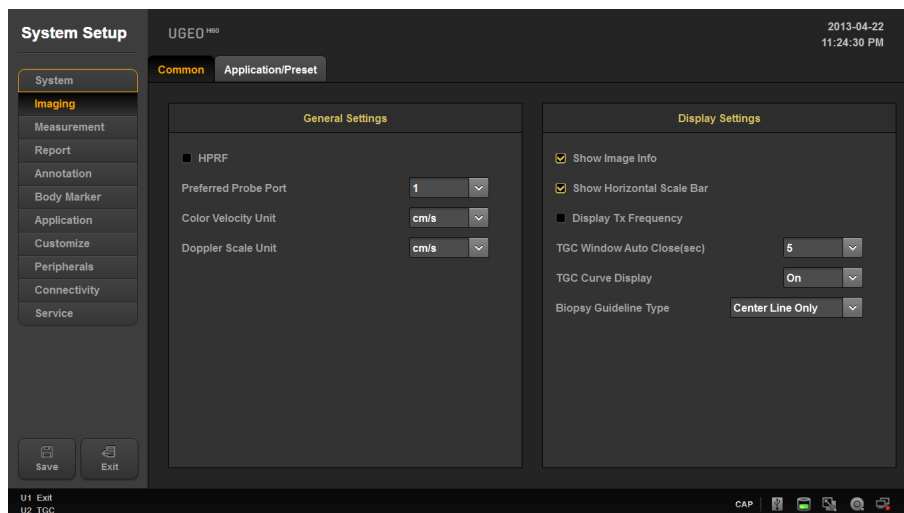 System Setup
UGEO H60
2013-04-22
11:24:30 PM
Common
Application/Preset
System
Imaging
Measurement
Report
Annotation
Body Marker
Application
Customize
Peripherals
Connectivity
Service
General Settings
HPRF
Preferred Probe Port 1
Color Velocity Unit cm/s
Doppler Scale Unit cm/s
Display Settings
Show Image Info
Show Horizontal Scale Bar
Display Tx Frequency
TGC Window Auto Close(sec) 5
TGC Curve Display On
Biopsy Guideline Type Center Line Only
Save
Exit
U1 Exit
U2 TGC
CAP